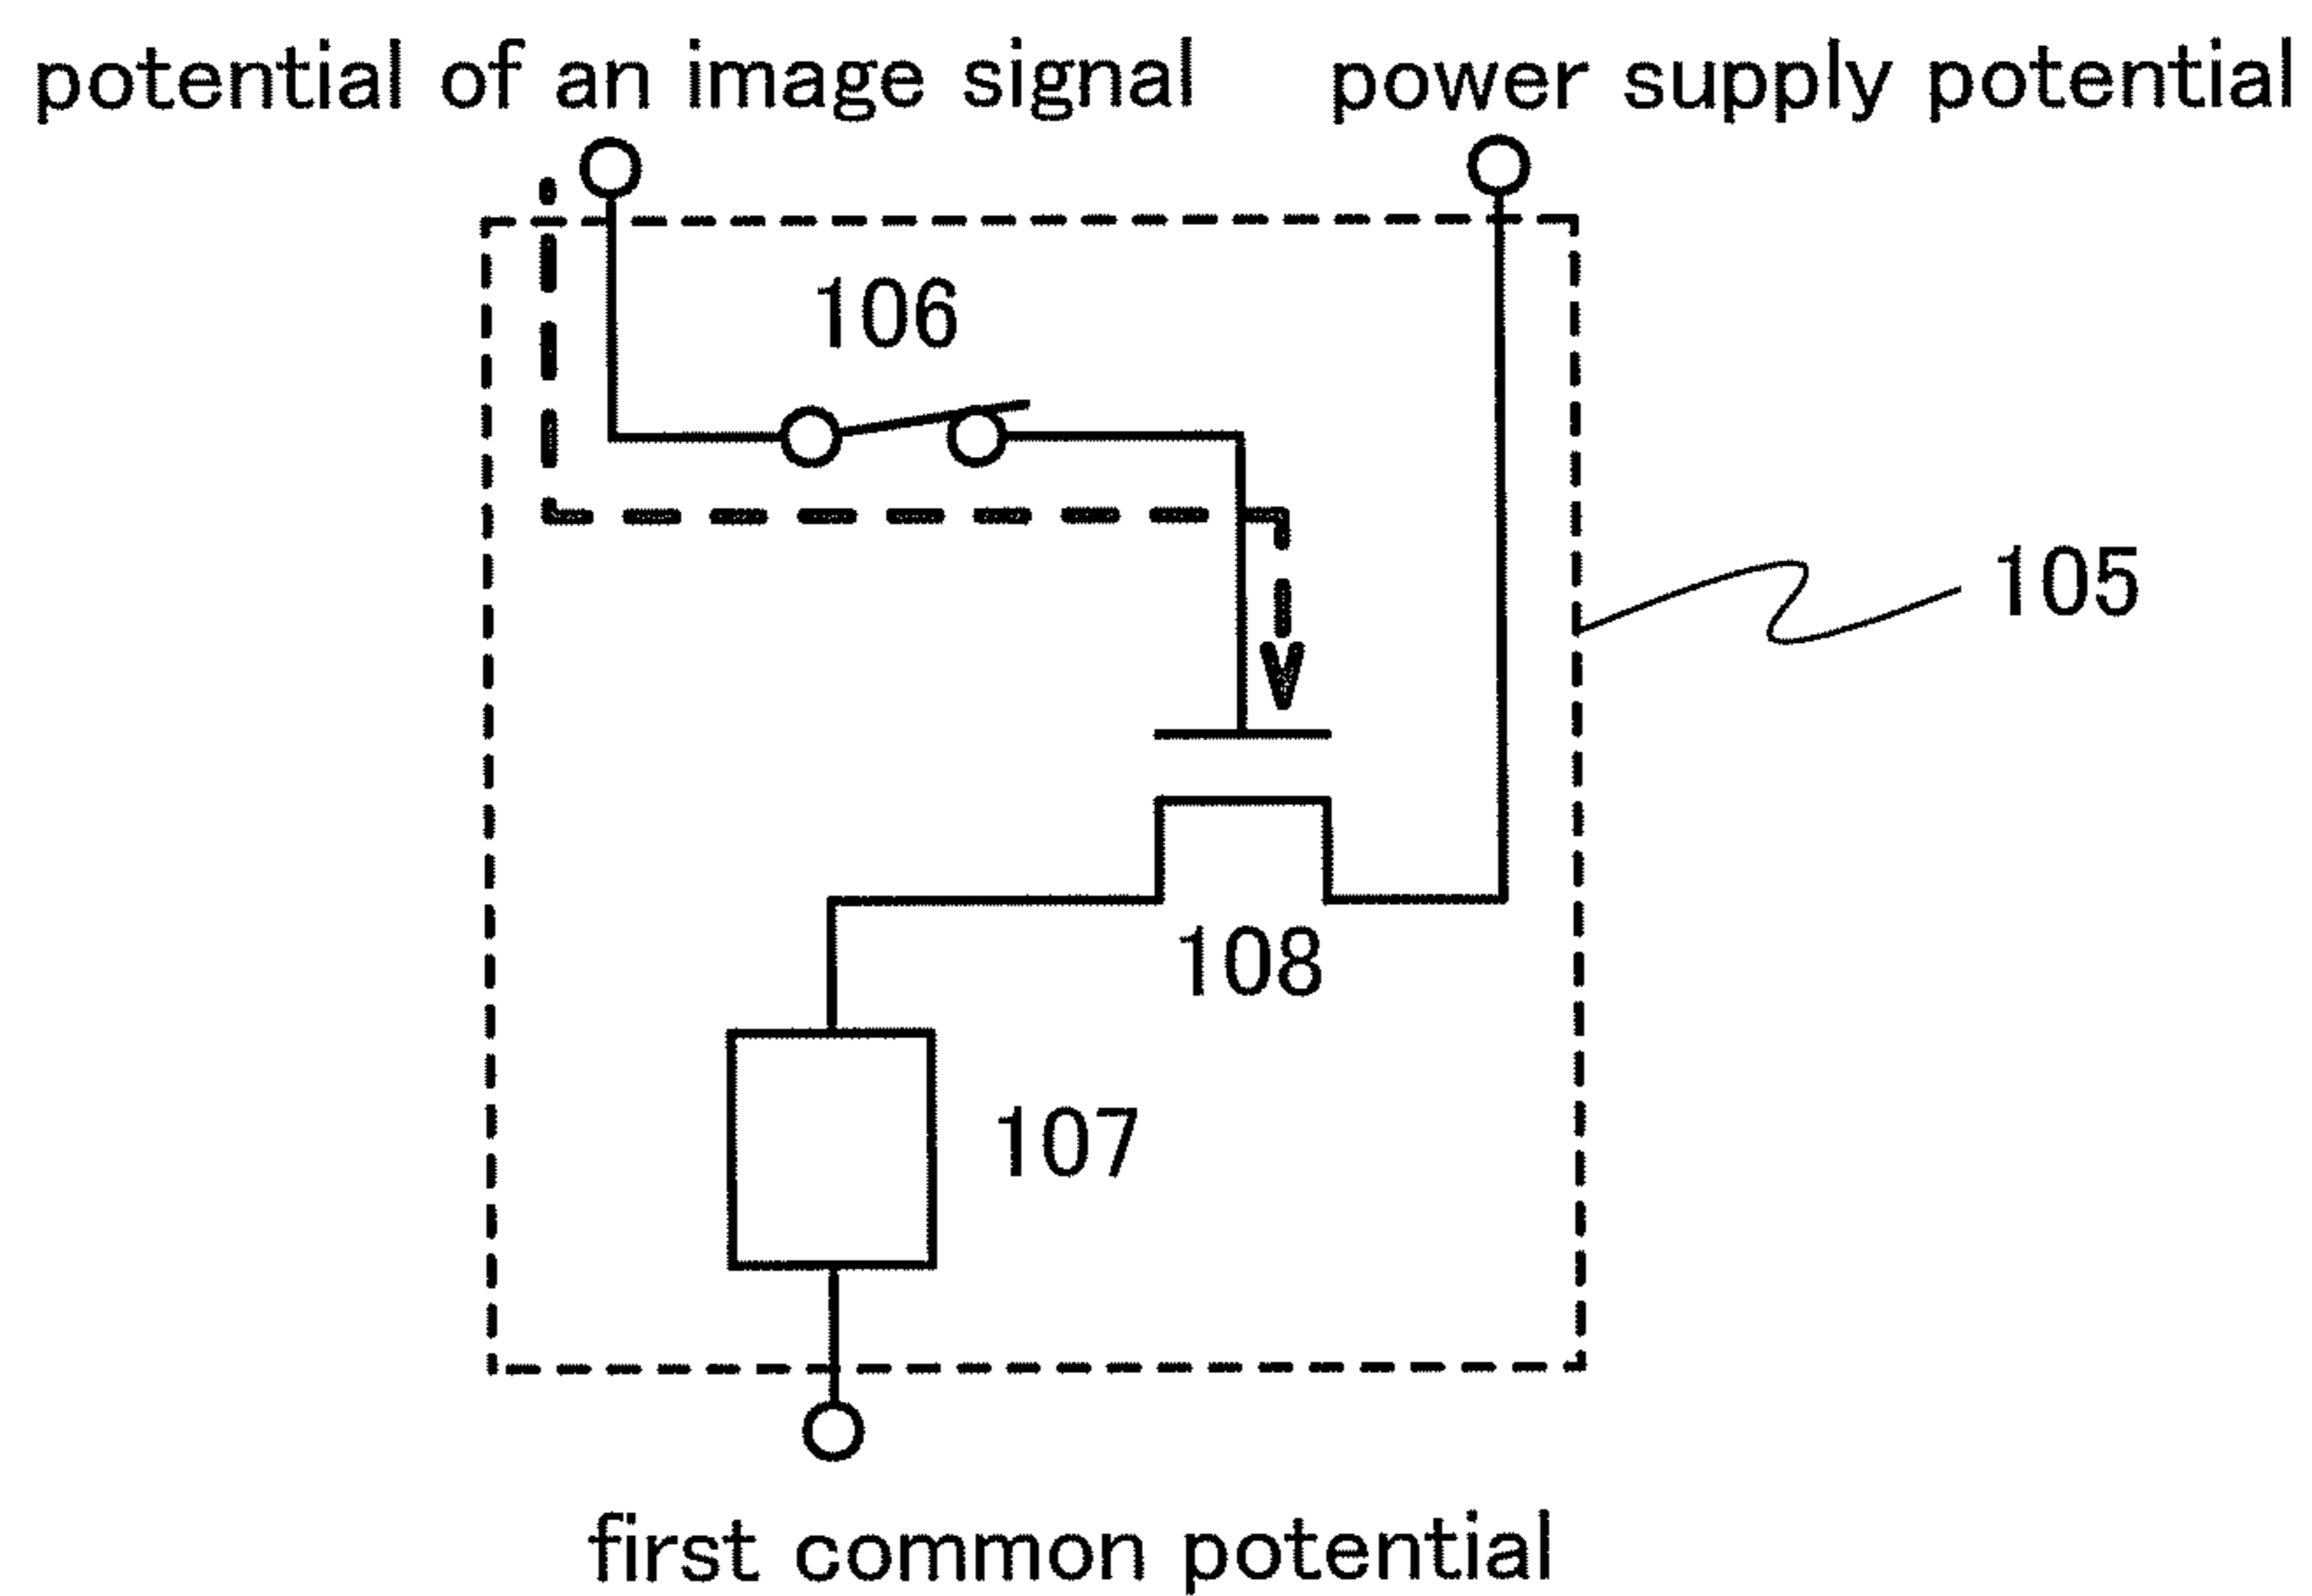 potential of an image signal
power supply potential
106
105
108
107
first common potential